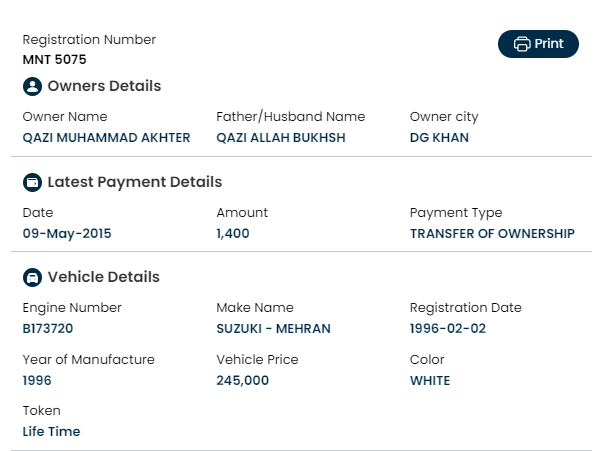 Registration Number
MNT 5075
Print
Owners Details
Owner Name Father/Husband Name Owner city
QAZI MUHAMMAD AKHTER QAZI ALLAH BUKHSH DG KHAN
Latest Payment Details
Date Amount Payment Type
09-May-2015 1,400 TRANSFER OF OWNERSHIP
Vehicle Details
Engine Number Make Name Registration Date
B173720 SUZUKI - MEHRAN 1996-02-02
Year of Manufacture Vehicle Price Color
1996 245,000 WHITE
Token
Life Time